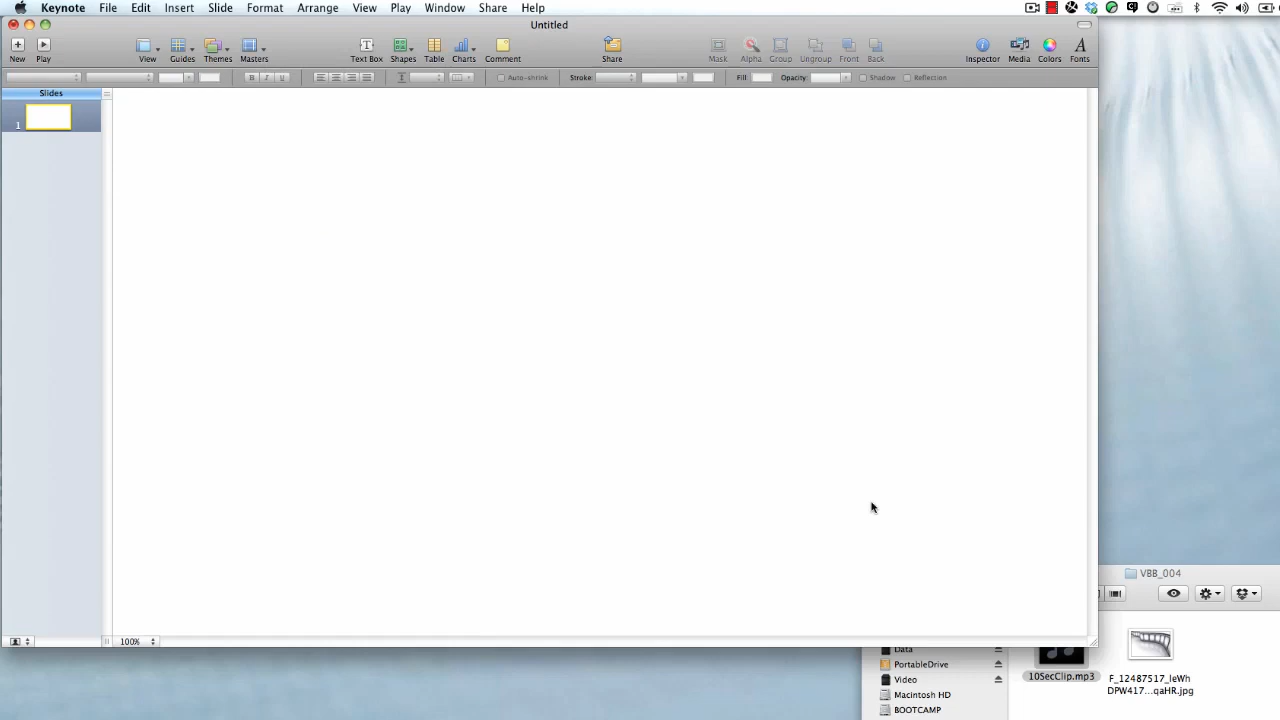 Keynote File Edit Insert Slide Format Arrange View Play Window Share Help
Untitled
New Play View Guides Themes Masters Text Box Shapes Table Charts Comment Share Mask Alpha Group Ungroup Front Back Inspector Media Colors Fonts
B I U Auto-shrink Stroke: Fill Opacity: Shadow Reflection
Slides
1
100%
VBB_004
Data
PortableDrive
Video
Macintosh HD
BOOTCAMP
10SecClip.mp3
F_12487517_leWh
DPW417...qaHR.jpg